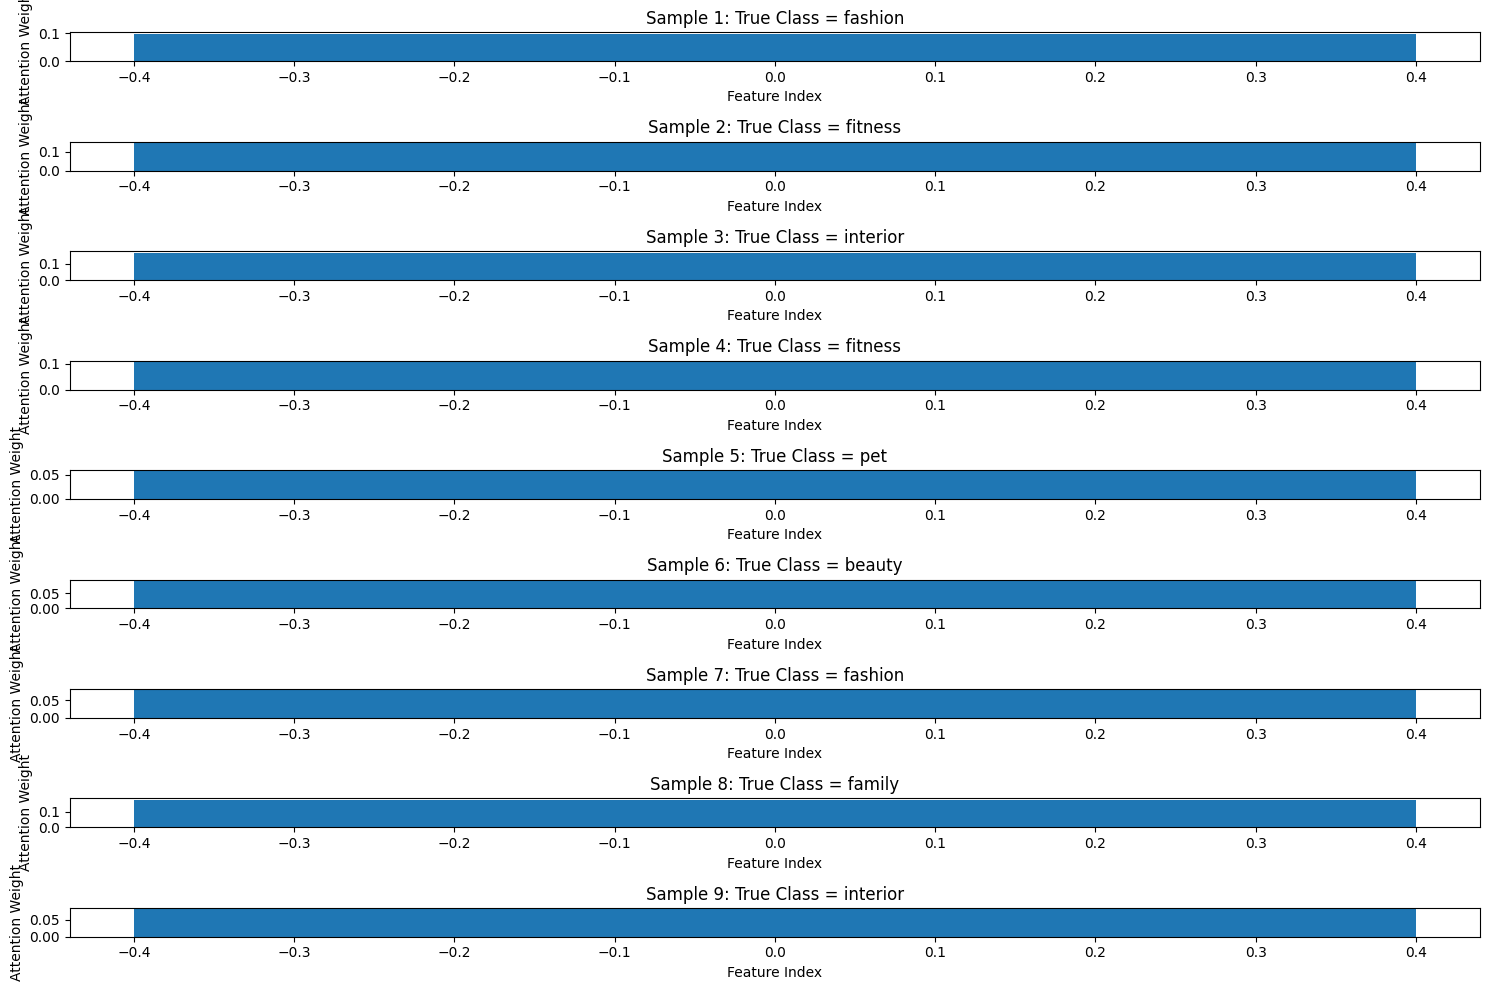 Sample 1: True Class = fashion
Attention Weight
0.1
0.0
−0.4 −0.3 −0.2 −0.1 0.0 0.1 0.2 0.3 0.4
Feature Index
Sample 2: True Class = fitness
Attention Weight
0.1
0.0
−0.4 −0.3 −0.2 −0.1 0.0 0.1 0.2 0.3 0.4
Feature Index
Sample 3: True Class = interior
Attention Weight
0.1
0.0
−0.4 −0.3 −0.2 −0.1 0.0 0.1 0.2 0.3 0.4
Feature Index
Sample 4: True Class = fitness
Attention Weight
0.1
0.0
−0.4 −0.3 −0.2 −0.1 0.0 0.1 0.2 0.3 0.4
Feature Index
Sample 5: True Class = pet
Attention Weight
0.05
0.00
−0.4 −0.3 −0.2 −0.1 0.0 0.1 0.2 0.3 0.4
Feature Index
Sample 6: True Class = beauty
Attention Weight
0.05
0.00
−0.4 −0.3 −0.2 −0.1 0.0 0.1 0.2 0.3 0.4
Feature Index
Sample 7: True Class = fashion
Attention Weight
0.05
0.00
−0.4 −0.3 −0.2 −0.1 0.0 0.1 0.2 0.3 0.4
Feature Index
Sample 8: True Class = family
Attention Weight
0.1
0.0
−0.4 −0.3 −0.2 −0.1 0.0 0.1 0.2 0.3 0.4
Feature Index
Sample 9: True Class = interior
Attention Weight
0.05
0.00
−0.4 −0.3 −0.2 −0.1 0.0 0.1 0.2 0.3 0.4
Feature Index